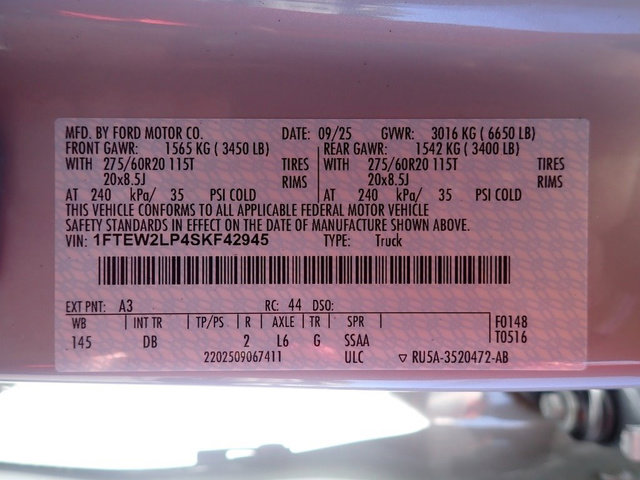 MFD. BY FORD MOTOR CO. DATE: 09/25 GVWR: 3016 KG ( 6650 LB)
FRONT GAWR: 1565 KG ( 3450 LB) REAR GAWR: 1542 KG ( 3400 LB)
WITH 275/60R20 115T TIRES WITH 275/60R20 115T TIRES
20x8.5J RIMS 20x8.5J RIMS
AT 240 kPa/ 35 PSI COLD AT 240 kPa/ 35 PSI COLD
THIS VEHICLE CONFORMS TO ALL APPLICABLE FEDERAL MOTOR VEHICLE
SAFETY STANDARDS IN EFFECT ON THE DATE OF MANUFACTURE SHOWN ABOVE.
VIN: 1FTEW2LP4SKF42945 TYPE: Truck
EXT PNT: A3 RC: 44 DSO:
WB INT TR TP/PS R AXLE TR SPR F0148
145 DB 2 L6 G SSAA T0516
2202509067411 ULC ▽ RU5A-3520472-AB